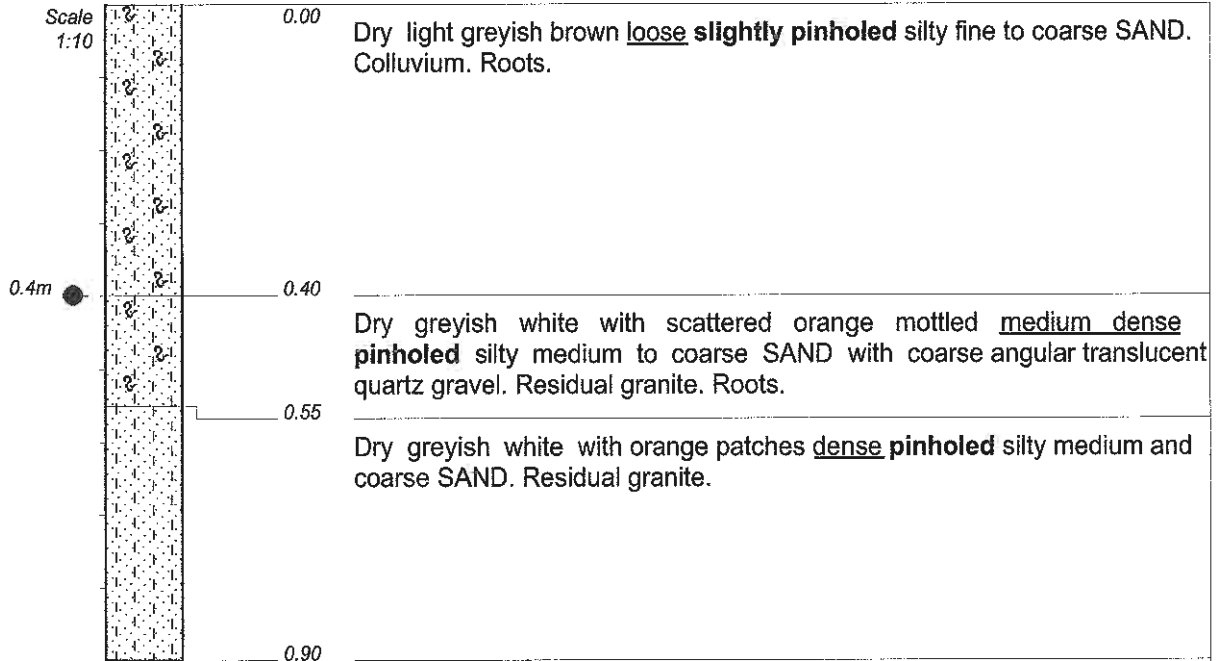 Scale
1:10
0.00
Dry light greyish brown loose slightly pinholed silty fine to coarse SAND.
Colluvium. Roots.
0.4m
0.40
Dry greyish white with scattered orange mottled medium dense
pinholed silty medium to coarse SAND with coarse angular translucent
quartz gravel. Residual granite. Roots.
0.55
Dry greyish white with orange patches dense pinholed silty medium and
coarse SAND. Residual granite.
0.90